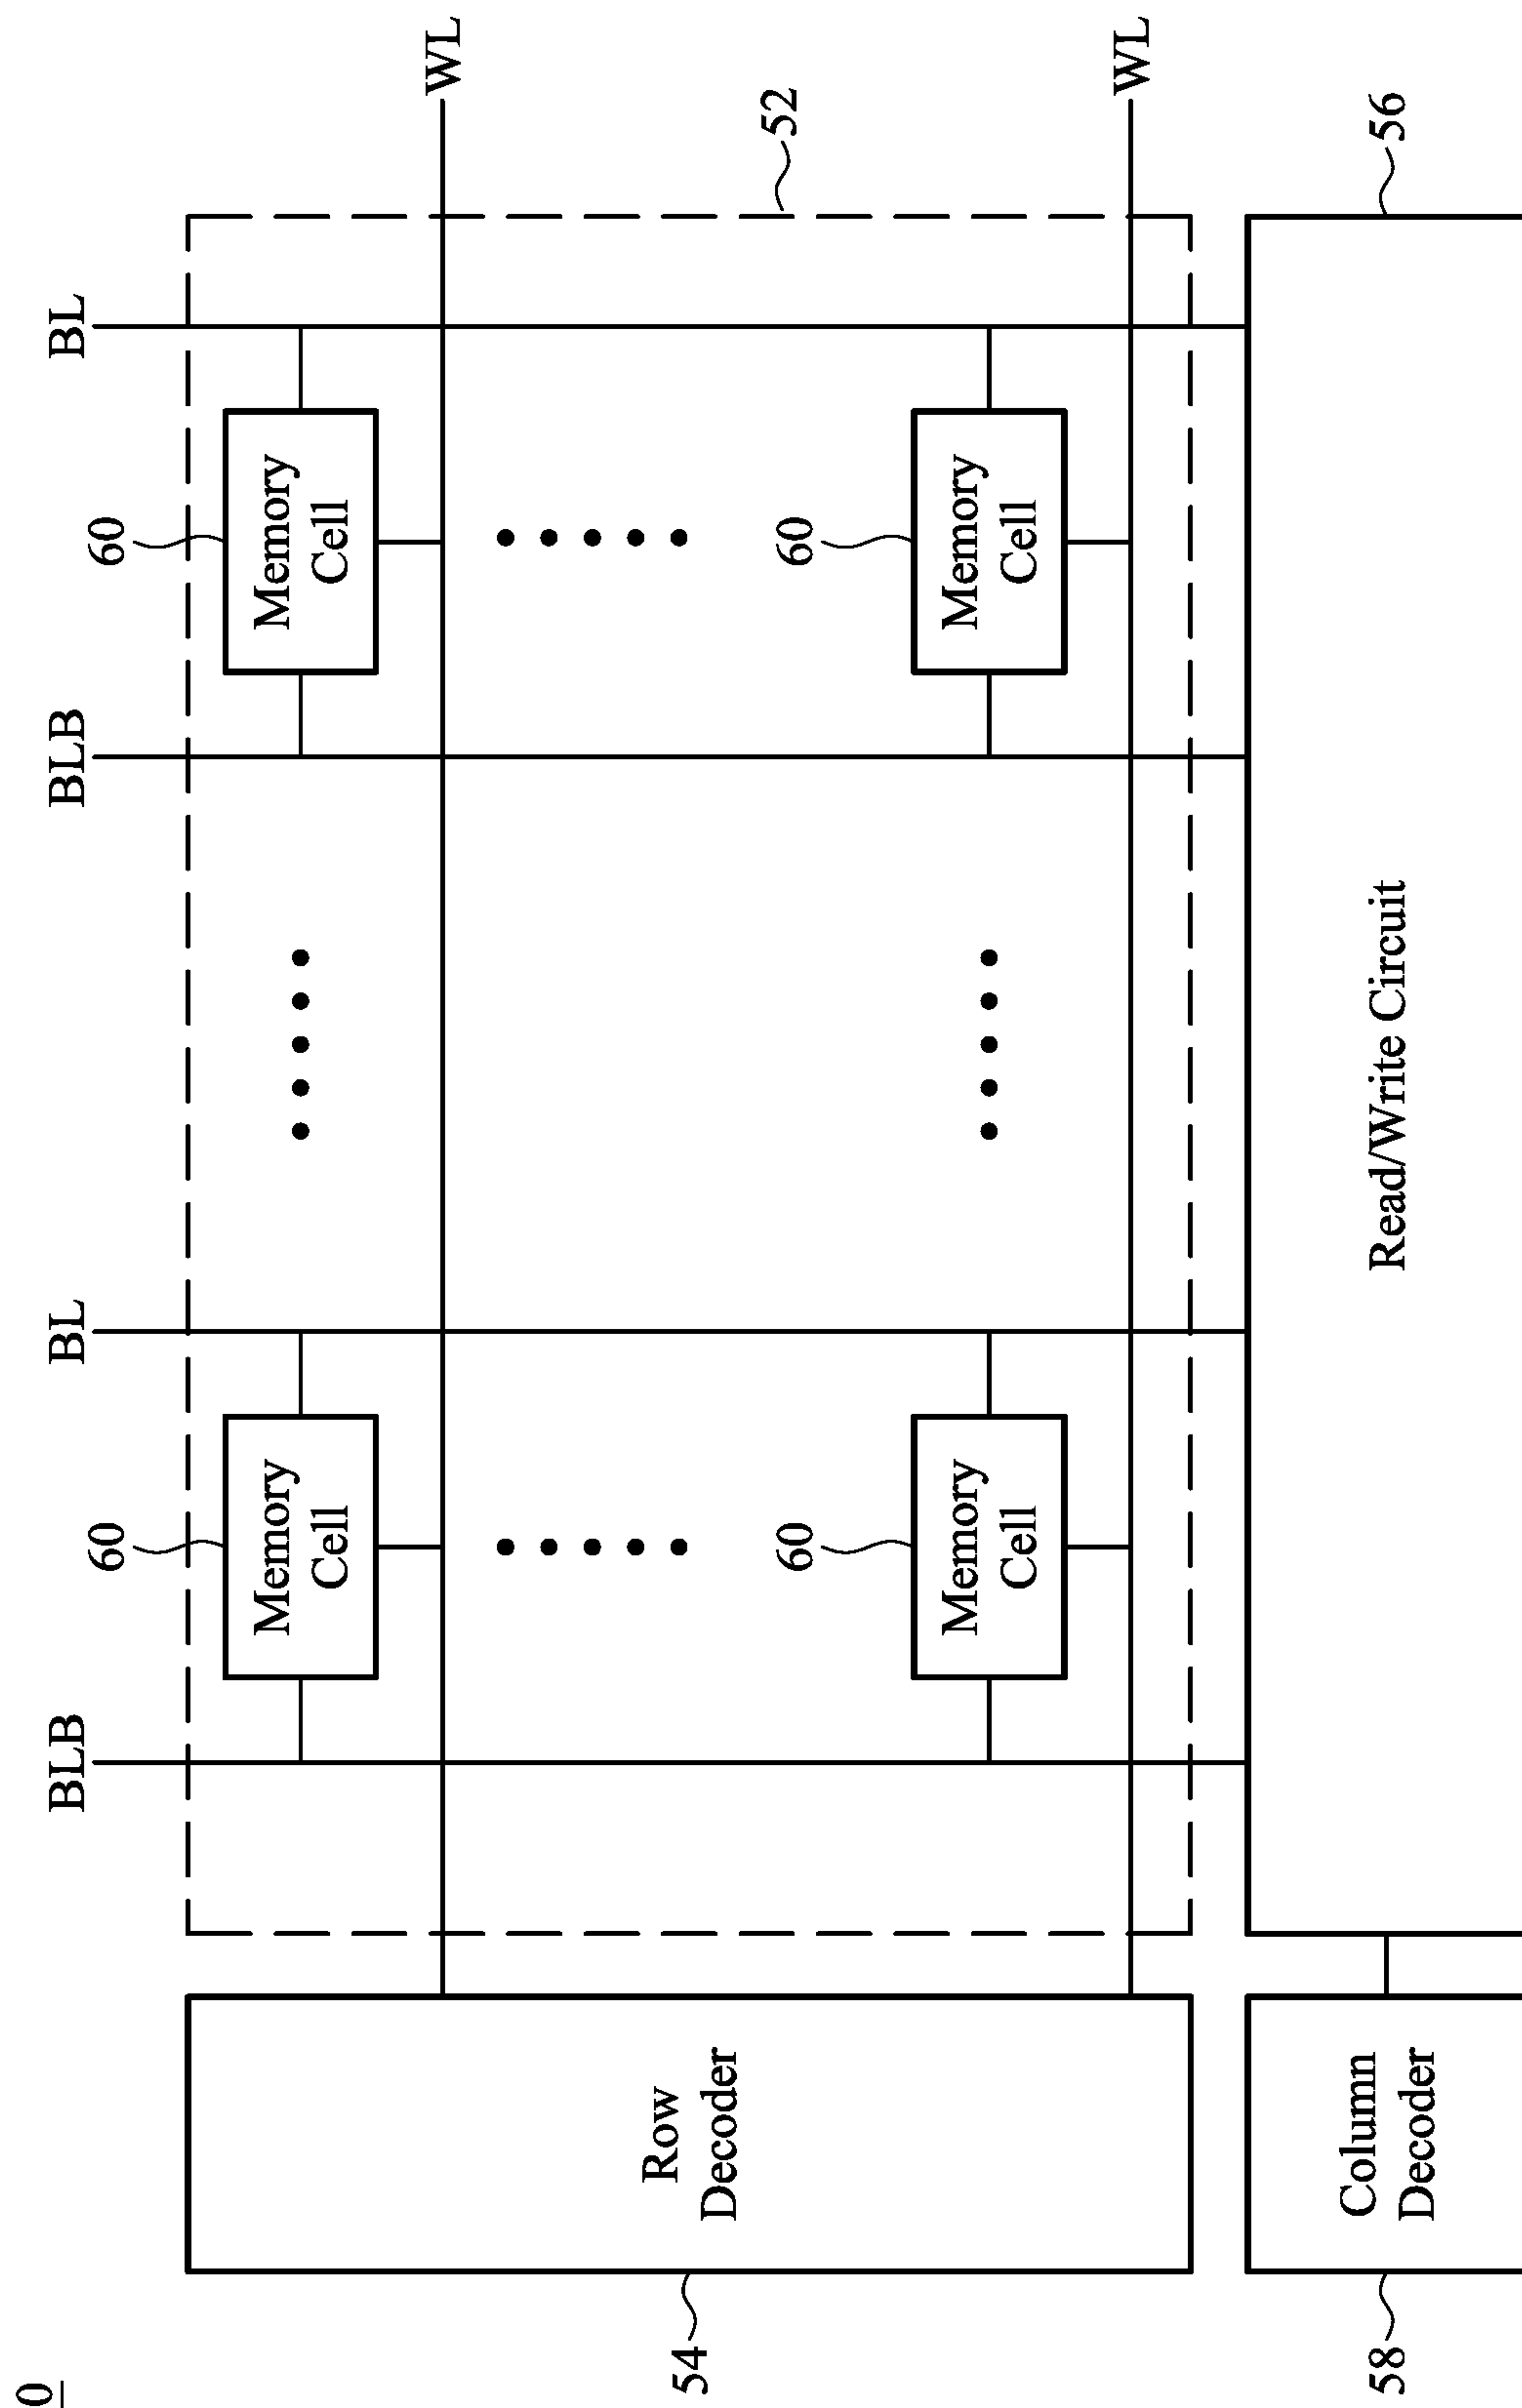 0
BLB
BL
BLB
BL
60
60
Memory
Cell
Memory
Cell
WL
Row
Decoder
54
52
60
60
Memory
Cell
Memory
Cell
WL
Column
Decoder
58
Read/Write Circuit
56